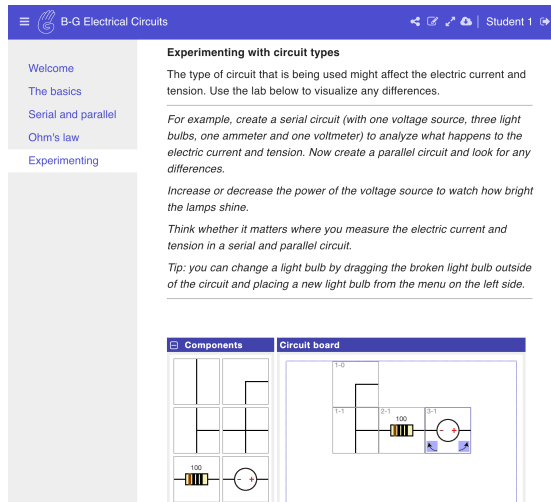 B-G Electrical Circuits
Student 1
Welcome
The basics
Serial and parallel
Ohm's law
Experimenting
Experimenting with circuit types
The type of circuit that is being used might affect the electric current and
tension. Use the lab below to visualize any differences.
For example, create a serial circuit (with one voltage source, three light
bulbs, one ammeter and one voltmeter) to analyze what happens to the
electric current and tension. Now create a parallel circuit and look for any
differences.
Increase or decrease the power of the voltage source to watch how bright
the lamps shine.
Think whether it matters where you measure the electric current and
tension in a serial and parallel circuit.
Tip: you can change a light bulb by dragging the broken light bulb outside
of the circuit and placing a new light bulb from the menu on the left side.
Components
Circuit board
1-0
1-1
2-1
3-1
100
- +
100
- +